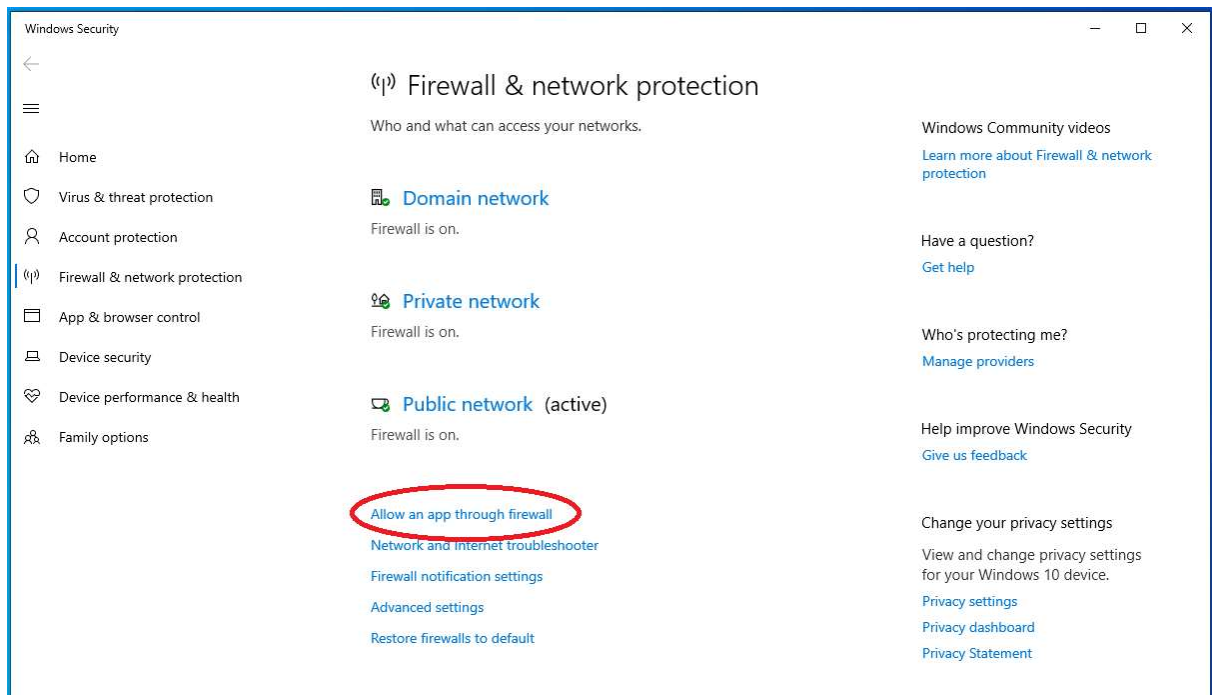 Windows Security
Home
Virus & threat protection
Account protection
Firewall & network protection
App & browser control
Device security
Device performance & health
Family options
Firewall & network protection
Who and what can access your networks.
Domain network
Firewall is on.
Private network
Firewall is on.
Public network (active)
Firewall is on.
Allow an app through firewall
Network and Internet troubleshooter
Firewall notification settings
Advanced settings
Restore firewalls to default
Windows Community videos
Learn more about Firewall & network
protection
Have a question?
Get help
Who's protecting me?
Manage providers
Help improve Windows Security
Give us feedback
Change your privacy settings
View and change privacy settings
for your Windows 10 device.
Privacy settings
Privacy dashboard
Privacy Statement